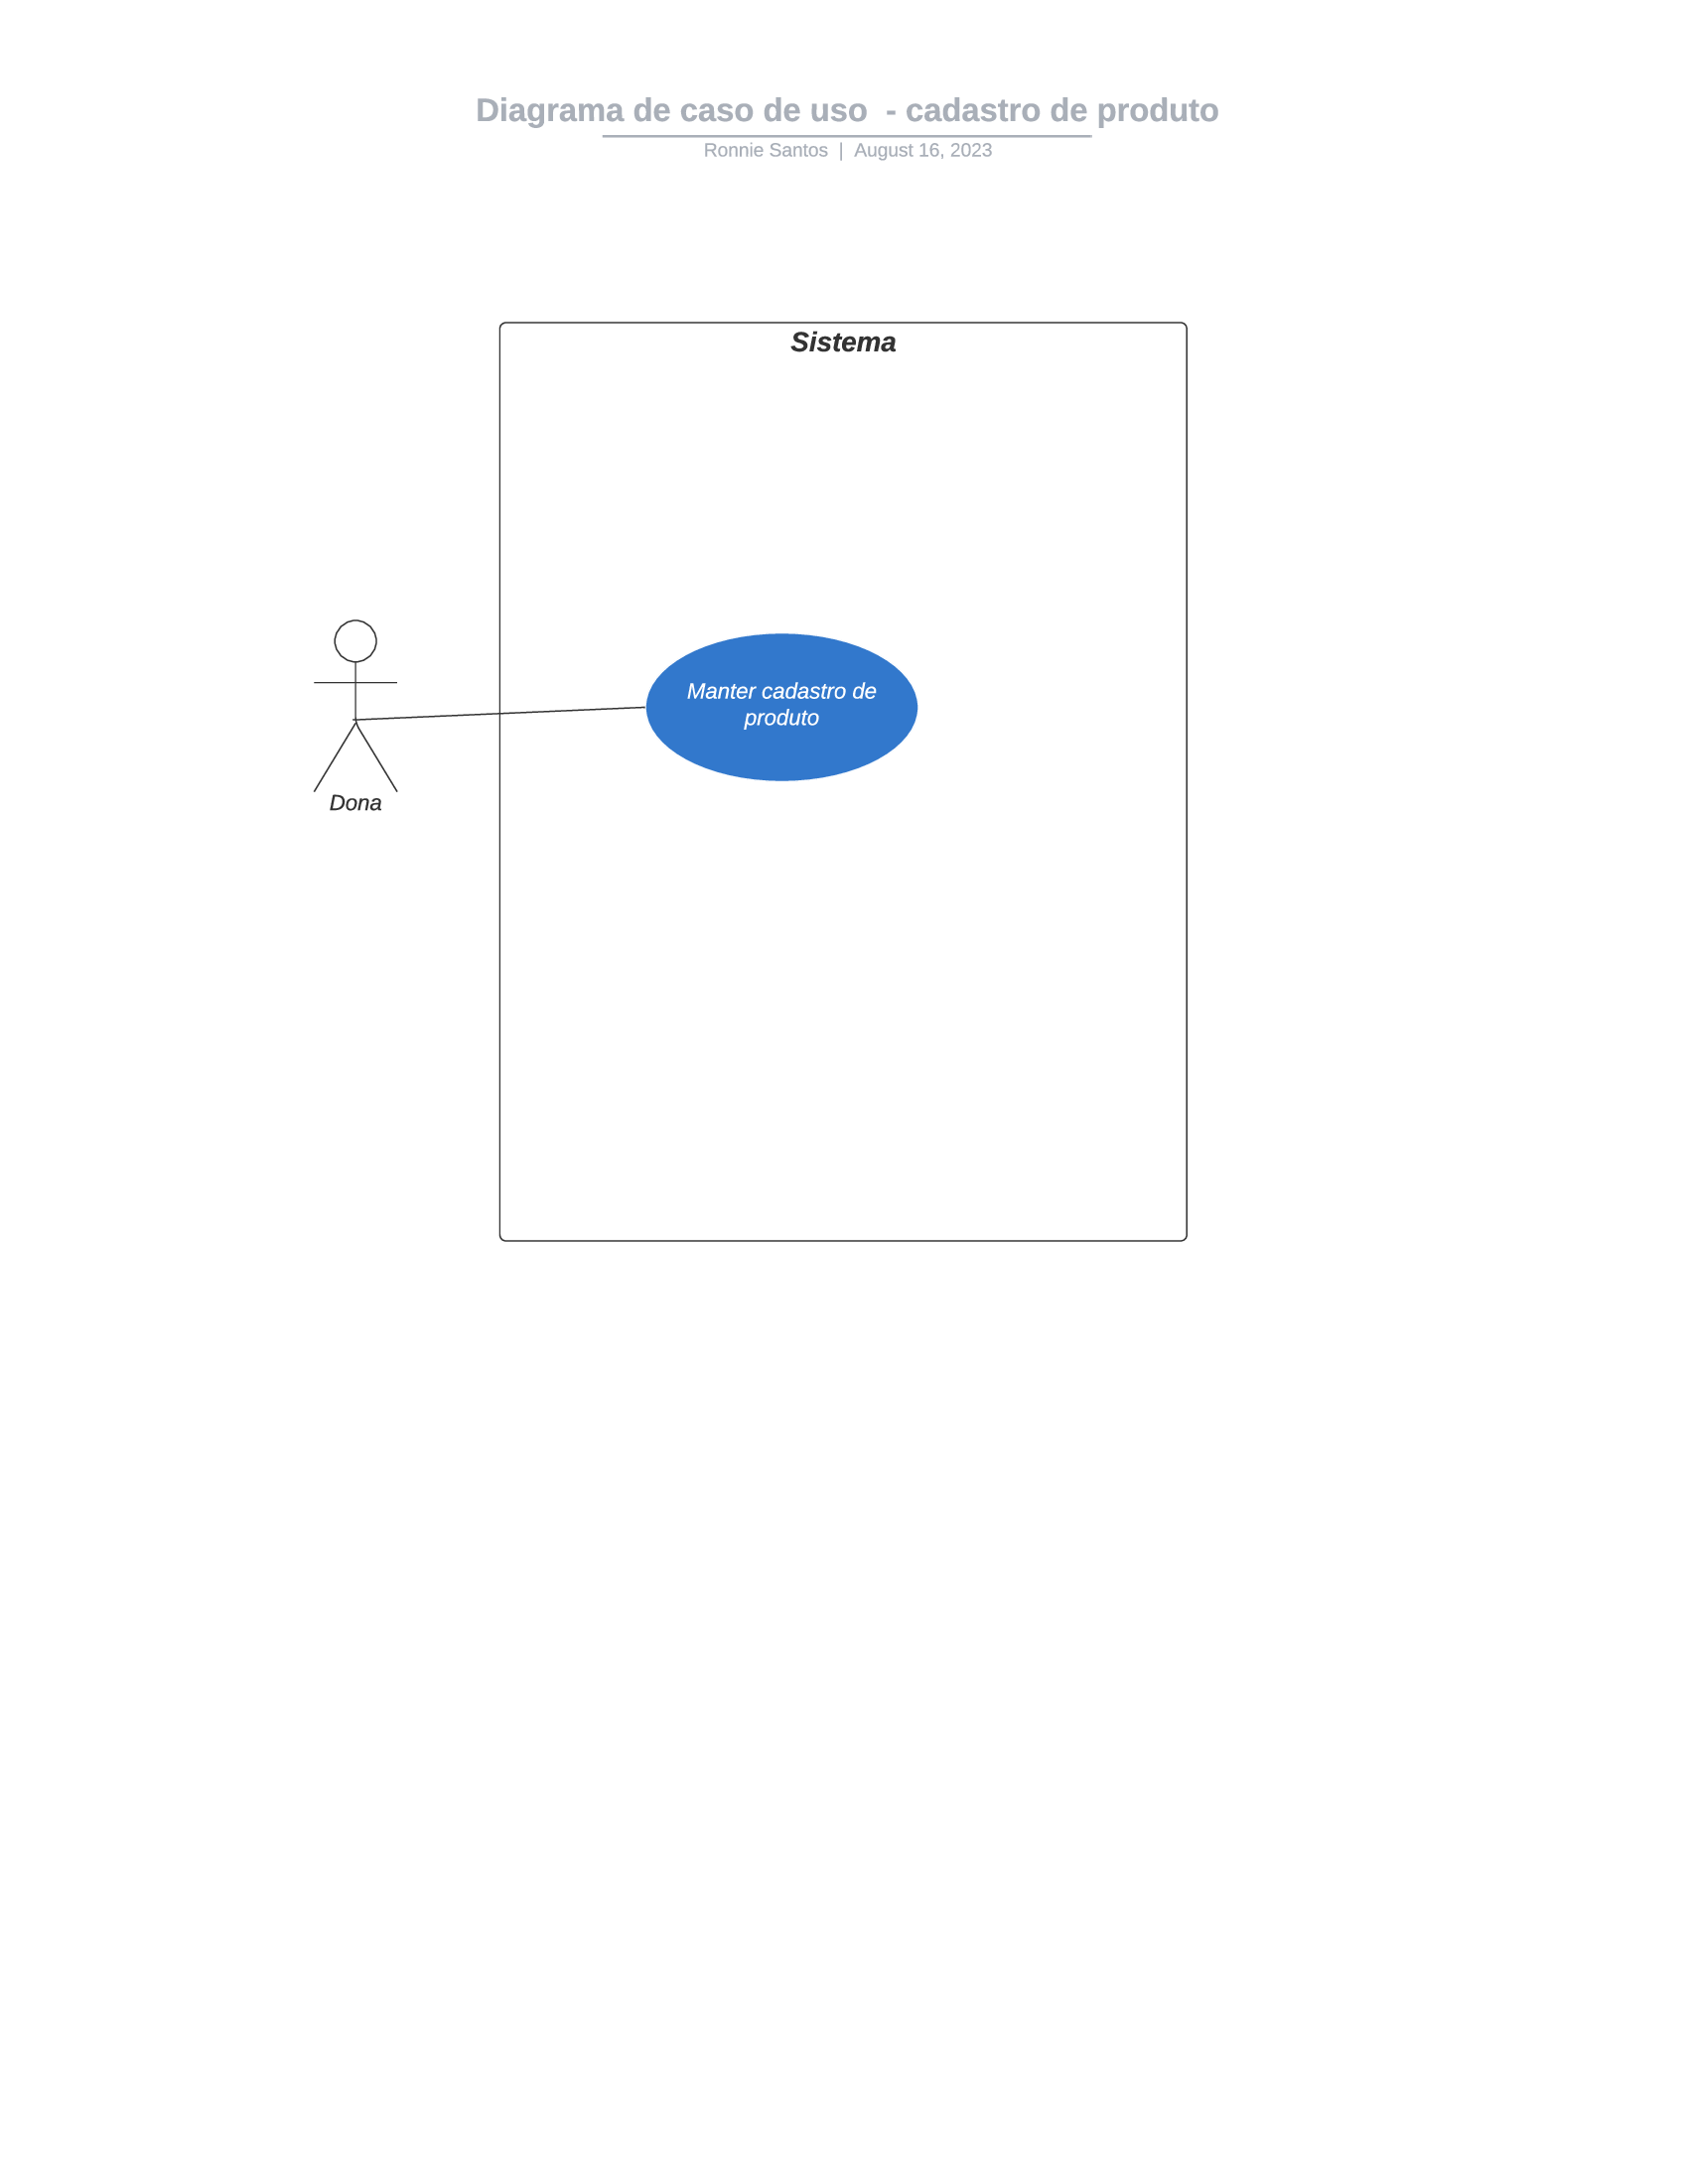 Diagrama de caso de uso - cadastro de produto
Ronnie Santos | August 16, 2023
Sistema
Manter cadastro de
produto
Dona